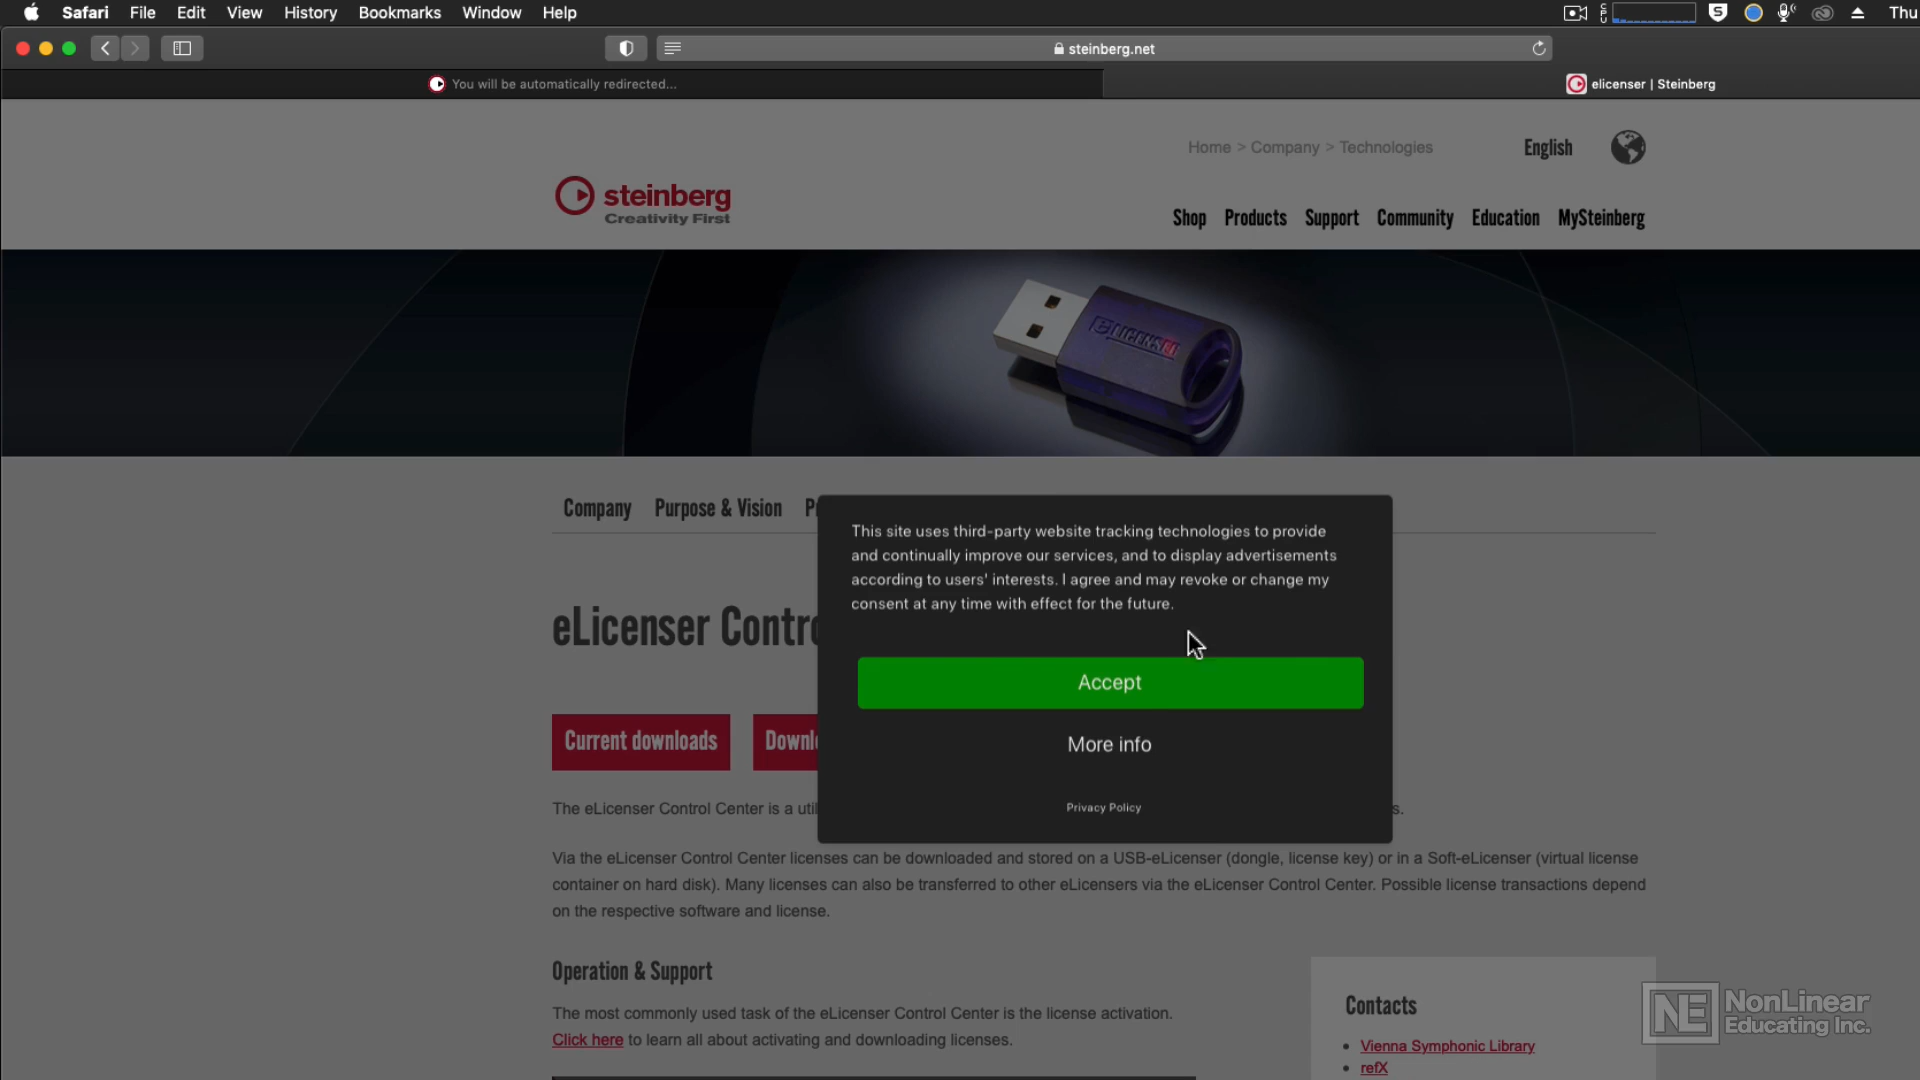 Safari File Edit View History Bookmarks Window Help
CPU
S
Thu
steinberg.net
You will be automatically redirected...
elicenser | Steinberg
Home > Company > Technologies
English
steinberg
Creativity First
Shop Products Support Community Education MySteinberg
eLICENSER
Company Purpose & Vision
This site uses third-party website tracking technologies to provide
and continually improve our services, and to display advertisements
according to users' interests. I agree and may revoke or change my
consent at any time with effect for the future.
eLicenser Contro
Accept
Current downloads
Downl
More info
The eLicenser Control Center is a util
s.
Privacy Policy
Via the eLicenser Control Center licenses can be downloaded and stored on a USB-eLicenser (dongle, license key) or in a Soft-eLicenser (virtual license
container on hard disk). Many licenses can also be transferred to other eLicensers via the eLicenser Control Center. Possible license transactions depend
on the respective software and license.
Operation & Support
The most commonly used task of the eLicenser Control Center is the license activation.
Click here to learn all about activating and downloading licenses.
Contacts
• Vienna Symphonic Library
• refX
NE NonLinear
Educating Inc.